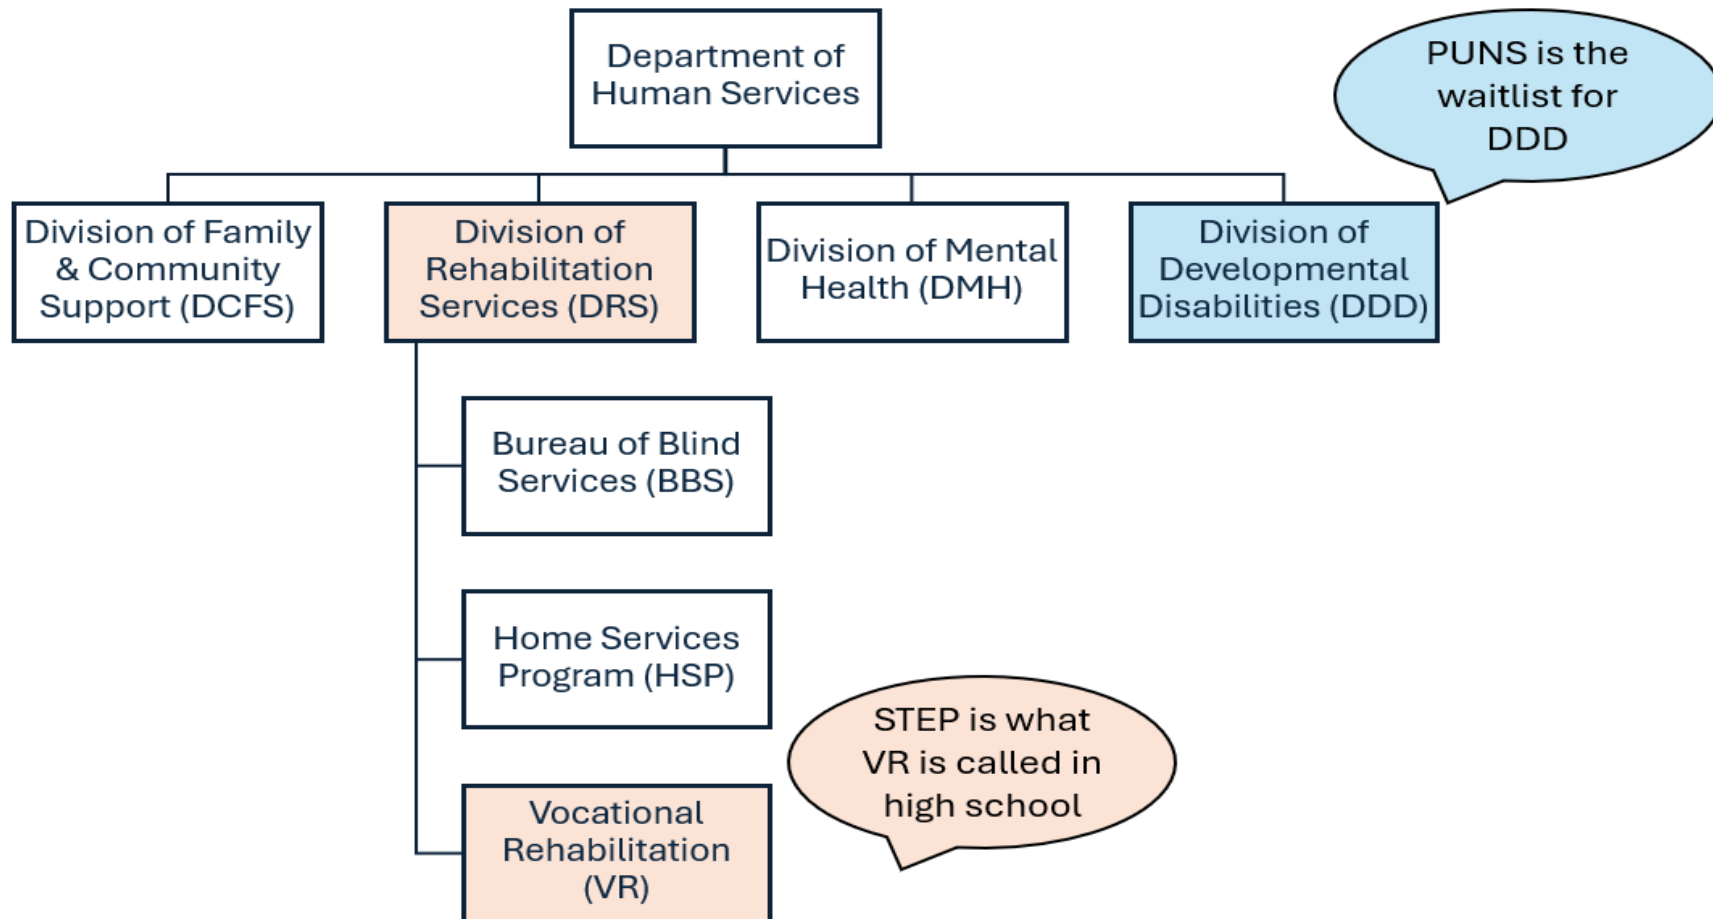 Department of
Human Services
PUNS is the
waitlist for
DDD
Division of Family
& Community
Support (DCFS)
Division of
Rehabilitation
Services (DRS)
Division of Mental
Health (DMH)
Division of
Developmental
Disabilities (DDD)
Bureau of Blind
Services (BBS)
Home Services
Program (HSP)
STEP is what
VR is called in
high school
Vocational
Rehabilitation
(VR)